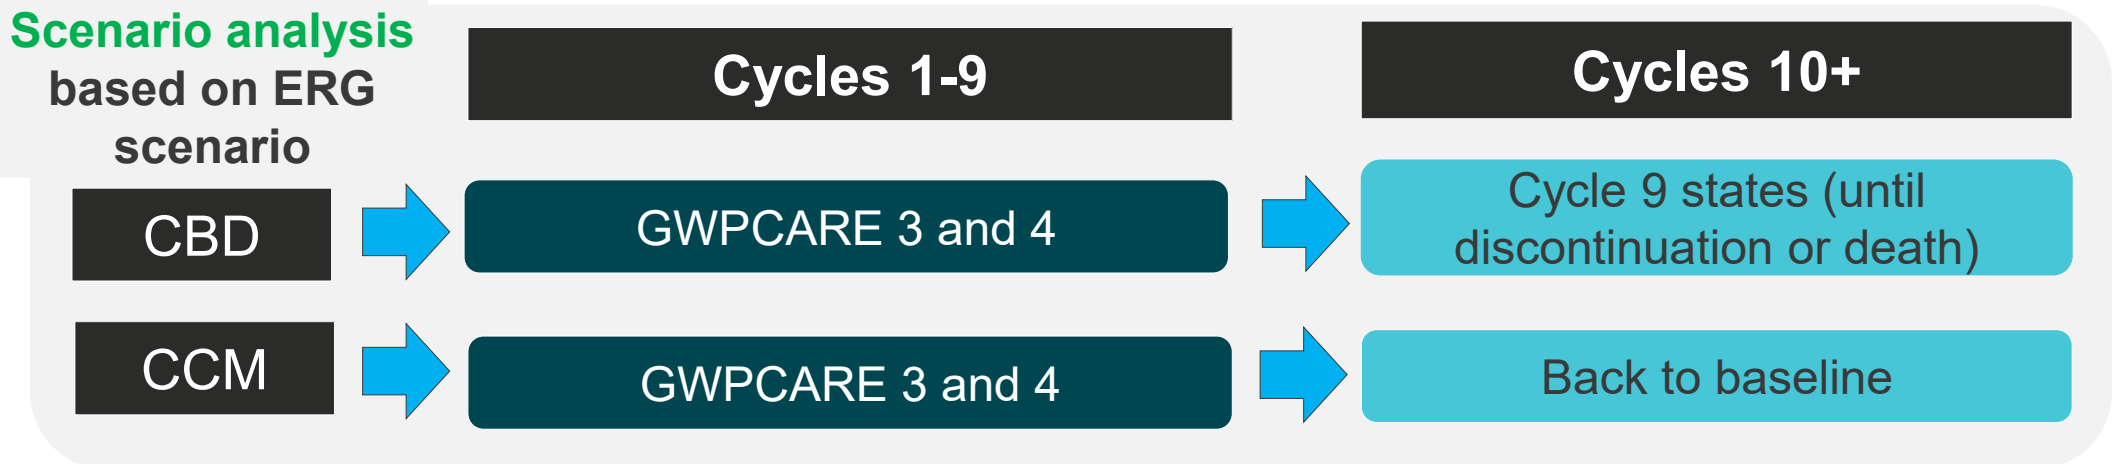 Scenario analysis
based on ERG
scenario
Cycles 1-9
Cycles 10+
CBD
GWPCARE 3 and 4
Cycle 9 states (until
discontinuation or death)
CCM
GWPCARE 3 and 4
Back to baseline